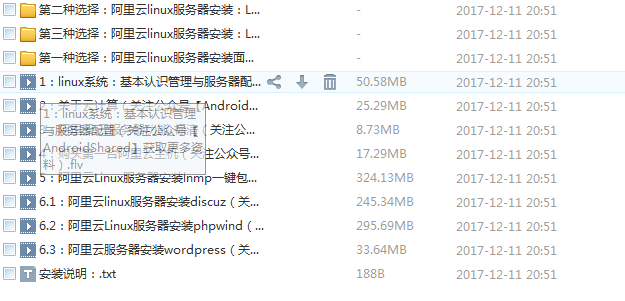 第二种选择：阿里云linux服务器安装：L... - 2017-12-11 20:51
第三种选择：阿里云linux服务器安装：L... - 2017-12-11 20:51
第一种选择：阿里云linux服务器安装面... - 2017-12-11 20:51
1：linux系统：基本认识管理与服务器配... 50.58MB 2017-12-11 20:51
2：关于云计算（关注公众号【Android... 25.29MB 2017-12-11 20:51
1：linux系统：基本认识管理
与服务器配置（关注公众号【
AndroidShared】获取更多资
料）.flv
（关注公... 8.73MB 2017-12-11 20:51
4：购买第一台阿里云主机（关注公众号... 17.29MB 2017-12-11 20:51
5：阿里云Linux服务器安装lnmp一键包... 324.13MB 2017-12-11 20:51
6.1：阿里云linux服务器安装discuz（关... 245.34MB 2017-12-11 20:51
6.2：阿里云Linux服务器安装phpwind（关... 295.69MB 2017-12-11 20:51
6.3：阿里云服务器安装wordpress（关... 33.64MB 2017-12-11 20:51
安装说明：.txt 188B 2017-12-11 20:51